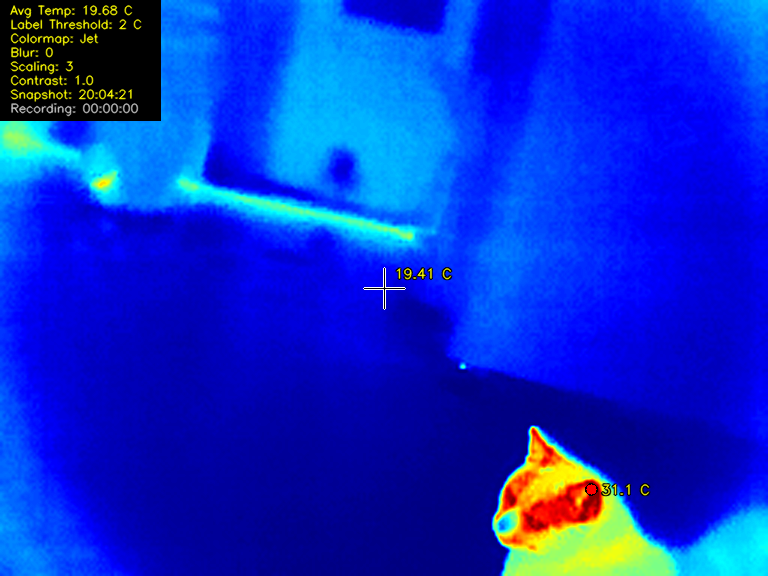 Avg Temp: 19.68 C
Label Threshold: 2 C
Colormap: Jet
Blur: 0
Scaling: 3
Contrast: 1.0
Snapshot: 20:04:21
Recording: 00:00:00
19.41 C
31.1 C